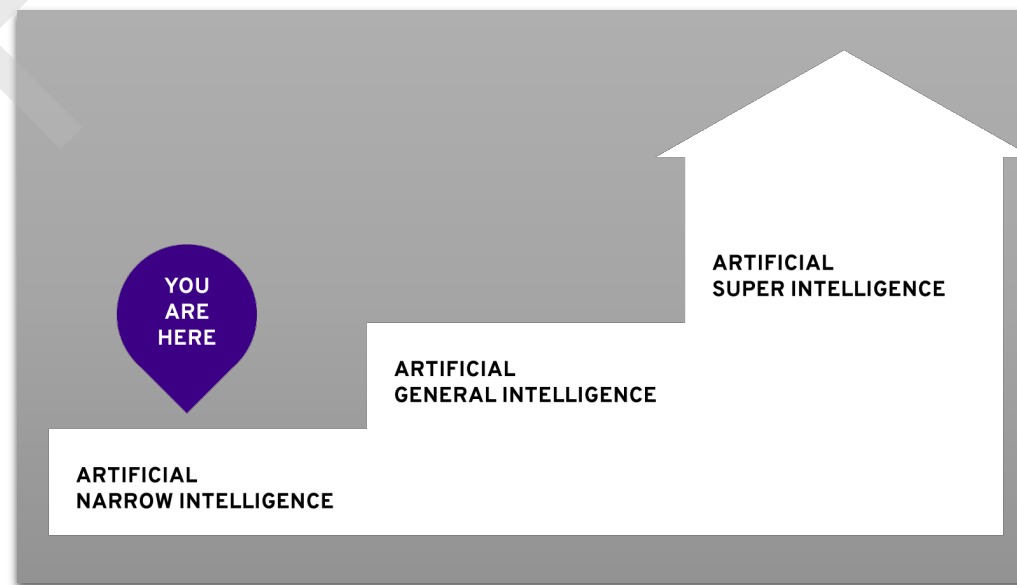 YOU
ARE
HERE
ARTIFICIAL
NARROW INTELLIGENCE
ARTIFICIAL
GENERAL INTELLIGENCE
ARTIFICIAL
SUPER INTELLIGENCE